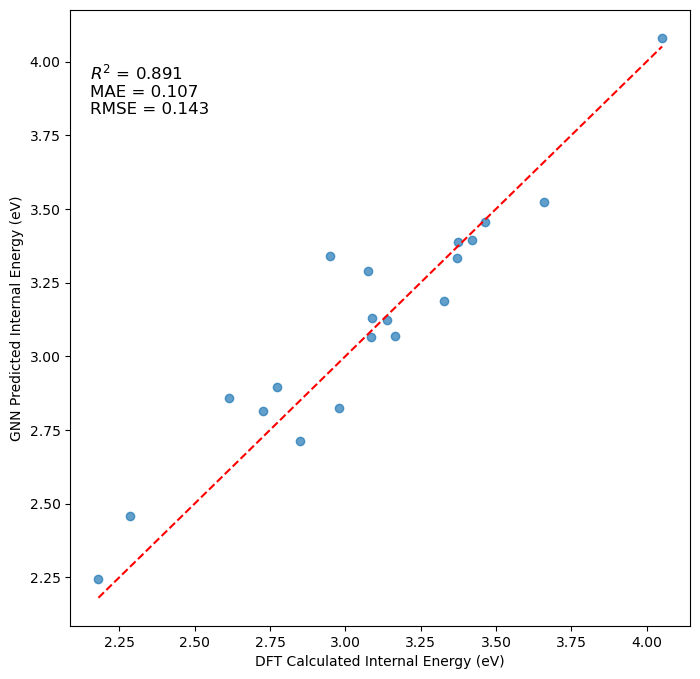 R² = 0.891
MAE = 0.107
RMSE = 0.143
GNN Predicted Internal Energy (eV)
4.00
3.75
3.50
3.25
3.00
2.75
2.50
2.25
2.25 2.50 2.75 3.00 3.25 3.50 3.75 4.00
DFT Calculated Internal Energy (eV)